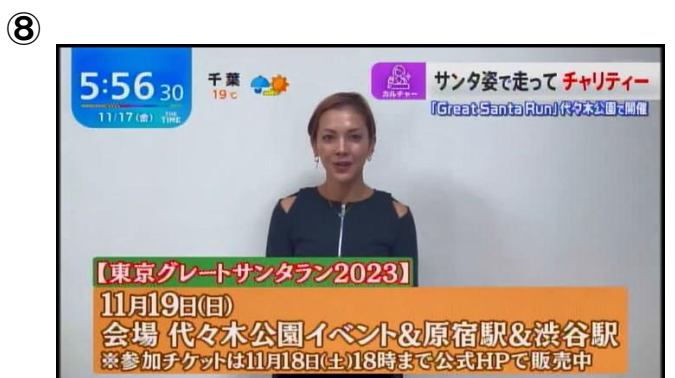 ⑧
5:56 30
11/17(金) THE TIME
千葉
19℃
カルチャー
サンタ姿で走ってチャリティー
「Great Santa Run」代々木公園で開催
【東京グレートサンタラン2023】
11月19日(日)
会場 代々木公園イベント&原宿駅&渋谷駅
※参加チケットは11月18日(土)18時まで公式HPで販売中